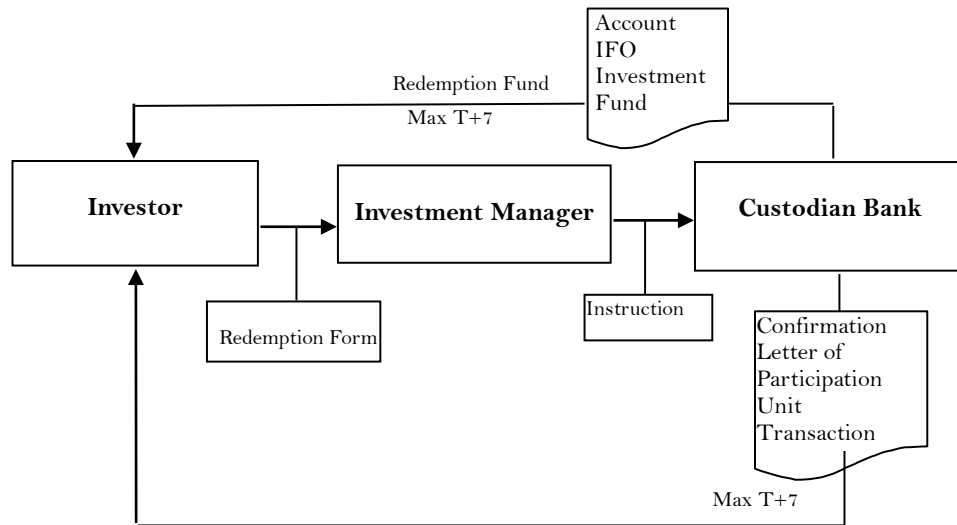 Account
IFO
Investment
Fund
Redemption Fund
Max T+7
Investor
Investment Manager
Custodian Bank
Redemption Form
Instruction
Confirmation
Letter of
Participation
Unit
Transaction
Max T+7